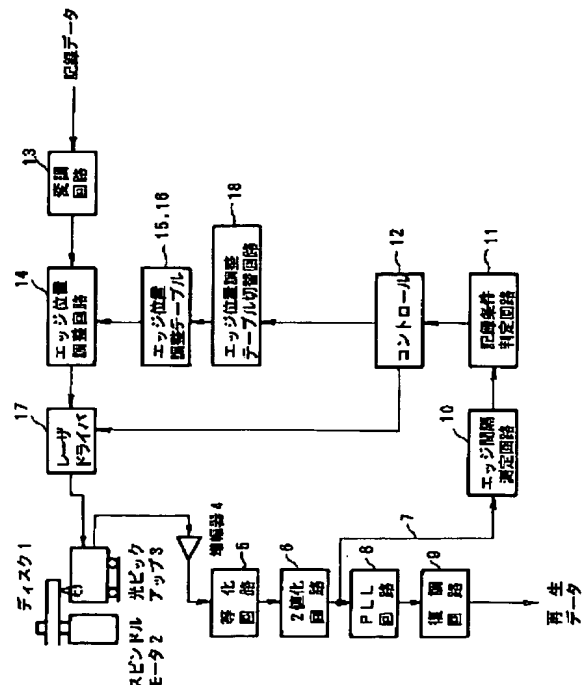 記録データ
13
変調
回路
14
エッジ位置
調整回路
15,16
エッジ位置
調整テーブル
18
エッジ位置調整
テーブル切替回路
17
レーザ
ドライバ
12
コントロール
11
記録条件
判定回路
10
エッジ間隔
測定回路
ディスク1
スピンドル
モータ2
光ピック
アップ3
増幅器4
5
等化
回路
6
2値化
回路
7
8
PLL
回路
9
復調
回路
再生
データ